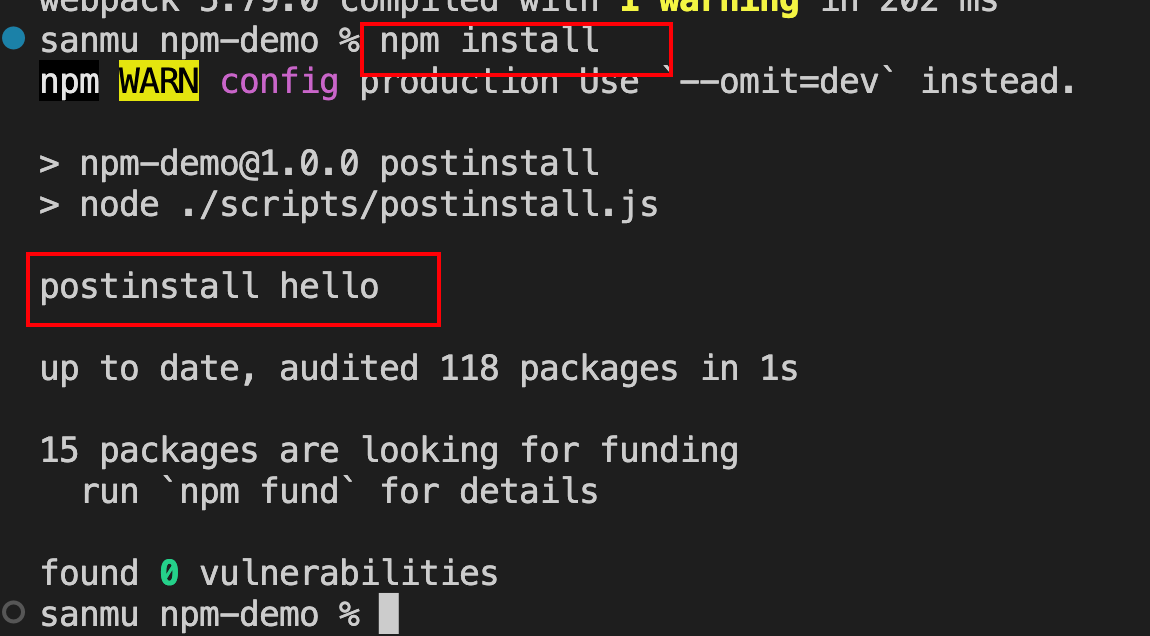 webpack 5.79.0 compiled with 1 warning in 202 ms
sanmu npm-demo % npm install
npm WARN config production Use `--omit=dev` instead.
> npm-demo@1.0.0 postinstall
> node ./scripts/postinstall.js
postinstall hello
up to date, audited 118 packages in 1s
15 packages are looking for funding
  run `npm fund` for details
found 0 vulnerabilities
sanmu npm-demo %